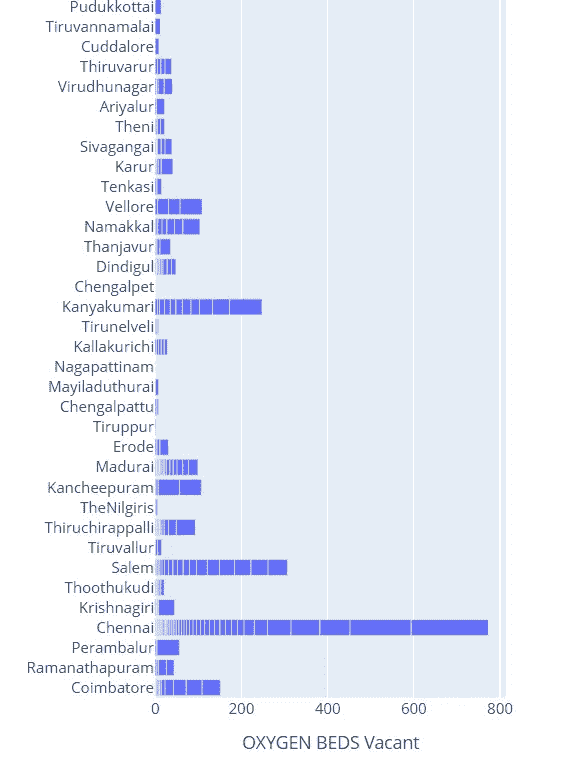 Pudukkottai
Tiruvannamalai
Cuddalore
Thiruvarur
Virudhunagar
Ariyalur
Theni
Sivagangai
Karur
Tenkasi
Vellore
Namakkal
Thanjavur
Dindigul
Chengalpet
Kanyakumari
Tirunelveli
Kallakurichi
Nagapattinam
Mayiladuthurai
Chengalpattu
Tiruppur
Erode
Madurai
Kancheepuram
TheNilgiris
Thiruchirappalli
Tiruvallur
Salem
Thoothukudi
Krishnagiri
Chennai
Perambalur
Ramanathapuram
Coimbatore
0 200 400 600 800
OXYGEN BEDS Vacant